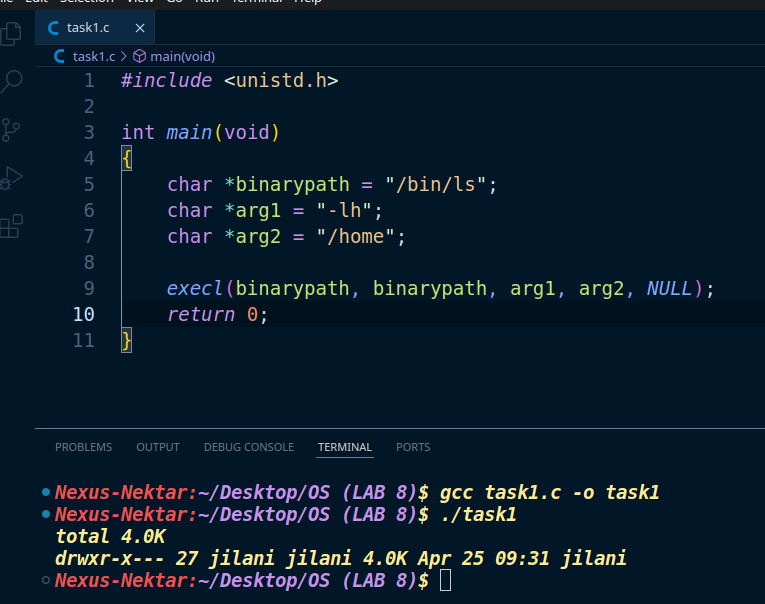 File Edit Selection View Go Run Terminal Help
C task1.c ×
C task1.c > main(void)
1 #include <unistd.h>
2
3 int main(void)
4 {
5     char *binarypath = "/bin/ls";
6     char *arg1 = "-lh";
7     char *arg2 = "/home";
8
9     execl(binarypath, binarypath, arg1, arg2, NULL);
10     return 0;
11 }
PROBLEMS OUTPUT DEBUG CONSOLE TERMINAL PORTS
Nexus-Nektar:~/Desktop/OS (LAB 8)$ gcc task1.c -o task1
Nexus-Nektar:~/Desktop/OS (LAB 8)$ ./task1
total 4.0K
drwxr-x--- 27 jilani jilani 4.0K Apr 25 09:31 jilani
Nexus-Nektar:~/Desktop/OS (LAB 8)$